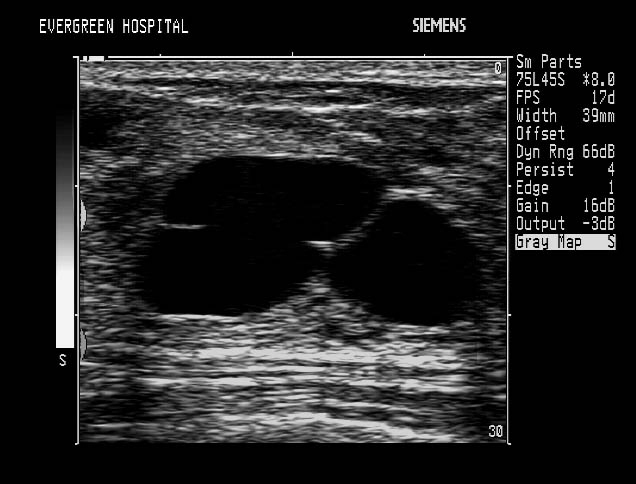 EVERGREEN HOSPITAL
SIEMENS
0
Sm Parts
75L45S *8.0
FPS 17d
Width 39mm
Offset
Dyn Rng 66dB
Persist 4
Edge 1
Gain 16dB
Output -3dB
Gray Map S
S
30